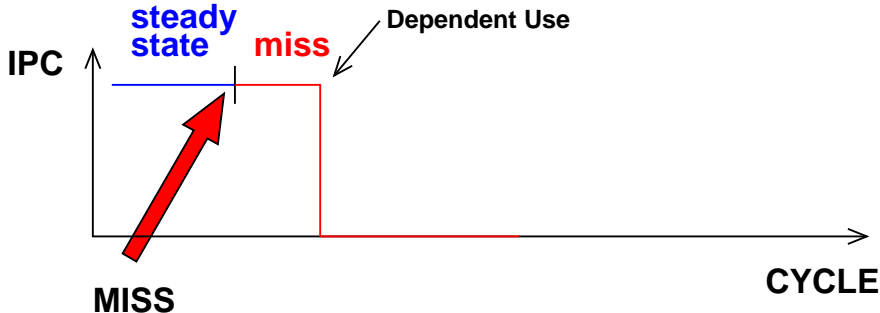 steady
state
miss
Dependent Use
IPC
MISS
CYCLE